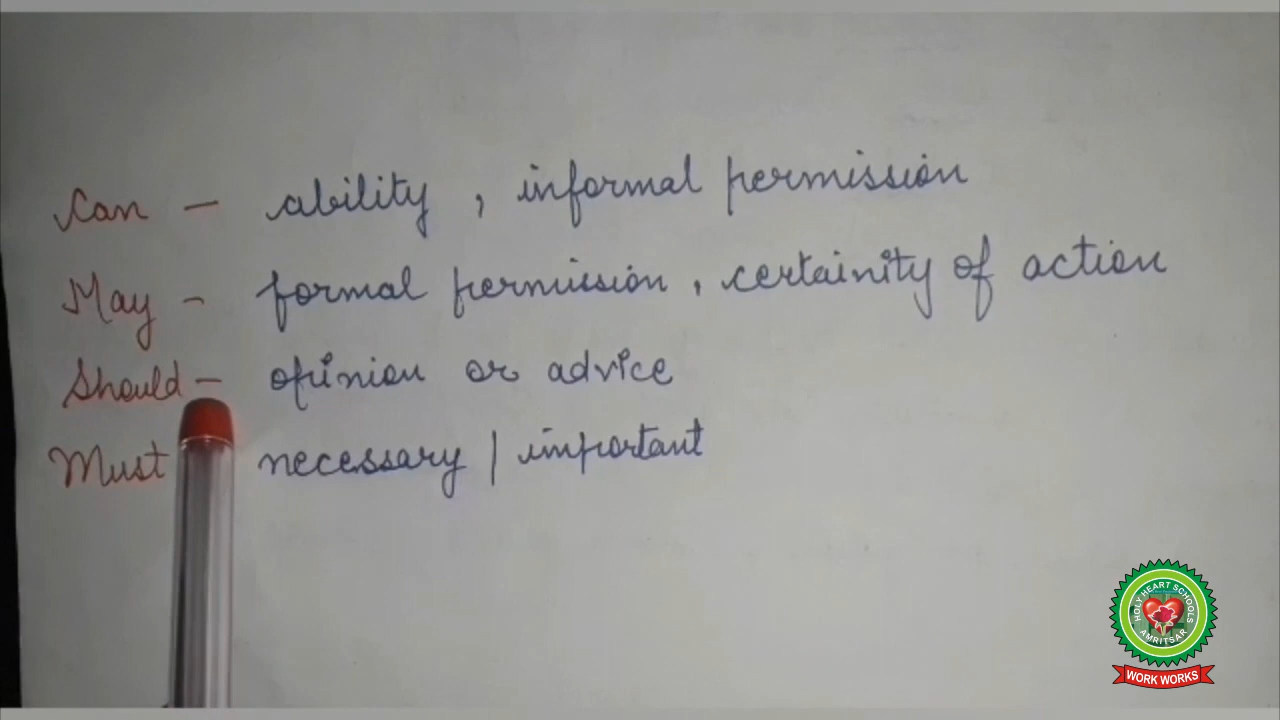 Can - ability, informal permission
May - formal permission, certainity of action
Should - opinion or advice
Must necessary / important
HOLY HEART SCHOOLS
AMRITSAR
WORK WORKS